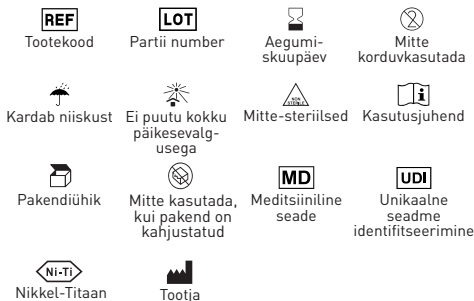 REF
LOT
2
Tootekood
Partii number
Aegumi-
skuupäev
Mitte
korduvkasutada
NON
STERILE
i
Kardab niiskust
Ei puutu kokku
päikesevalg-
usega
Mitte-steriilsed
Kasutusjuhend
MD
UDI
Pakendiühik
Mitte kasutada,
kui pakend on
kahjustatud
Meditsiiniline
seade
Unikaalne
seadme
identifitseerimine
Ni-Ti
Nikkel-Titaan
Tootja